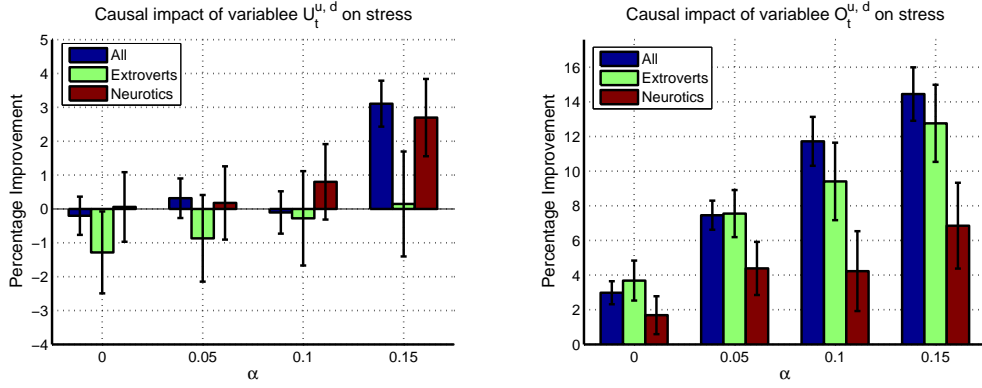 Causal impact of variablee U_t^{u, d} on stress
5
4
3
2
1
0
−1
−2
−3
−4
Percentage Improvement
All
Extroverts
Neurotics
0 0.05 0.1 0.15
α
Causal impact of variablee O_t^{u, d} on stress
16
14
12
10
8
6
4
2
0
Percentage Improvement
All
Extroverts
Neurotics
0 0.05 0.1 0.15
α